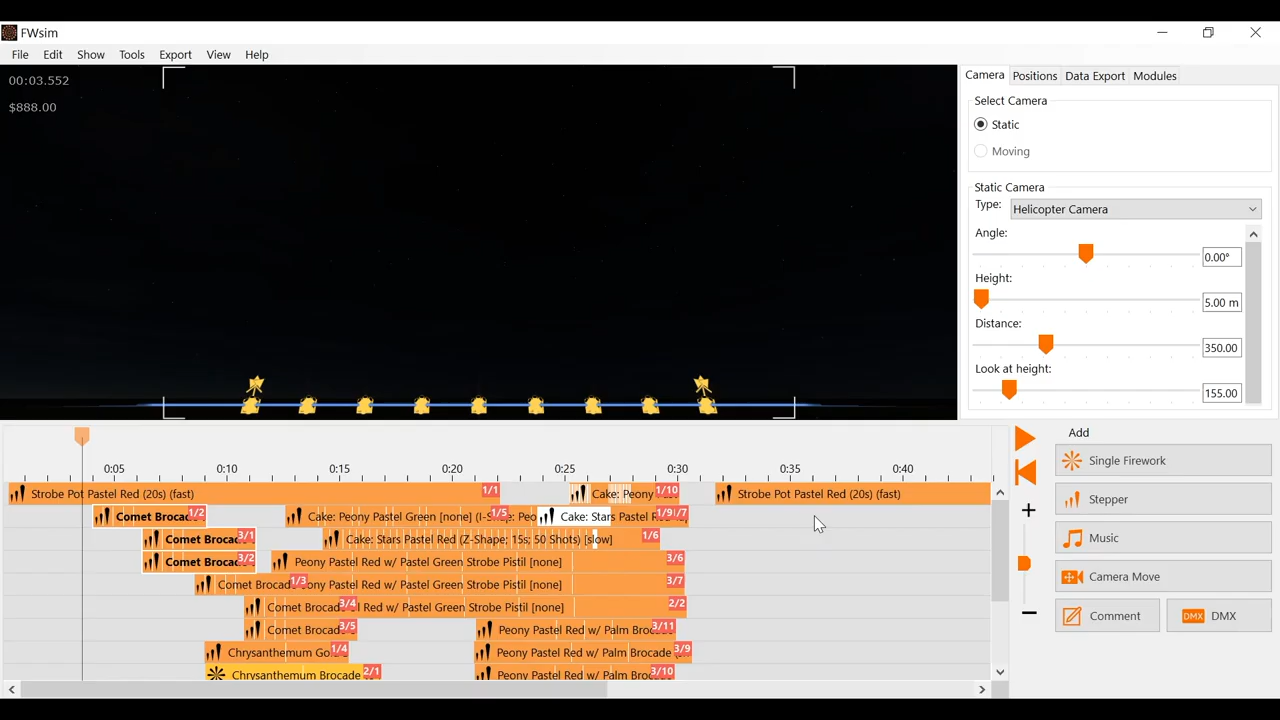 FWsim
File Edit Show Tools Export View Help
00:03.552
$888.00
Camera Positions Data Export Modules
Select Camera
Static
Moving
Static Camera
Type: Helicopter Camera
Angle:
0.00°
Height:
5.00 m
Distance:
350.00
Look at height:
155.00
0:05 0:10 0:15 0:20 0:25 0:30 0:35 0:40
Strobe Pot Pastel Red (20s) (fast) 1/1 Cake: Peony 1/10 Strobe Pot Pastel Red (20s) (fast)
Comet Brocad 1/2 Cake: Peony Pastel Green [none] (I-Shape: Peo 1/5 Cake: Stars Pastel Red 1/9 /7
Comet Brocad 3/1 Cake: Stars Pastel Red (Z-Shape; 15s; 50 Shots) [slow] 1/6
Comet Brocad 3/2 Peony Pastel Red w/ Pastel Green Strobe Pistil [none] 3/6
Comet Brocad 1/3 ony Pastel Red w/ Pastel Green Strobe Pistil [none] 3/7
Comet Brocad 3/4 l Red w/ Pastel Green Strobe Pistil [none] 2/2
Comet Brocad 3/5 Peony Pastel Red w/ Palm Broc 3/11
Chrysanthemum Go 1/4 Peony Pastel Red w/ Palm Brocade 3/9
Chrysanthemum Brocade 2/1 Peony Pastel Red w/ Palm Broc 3/10
Add
Single Firework
Stepper
Music
Camera Move
Comment DMX DMX